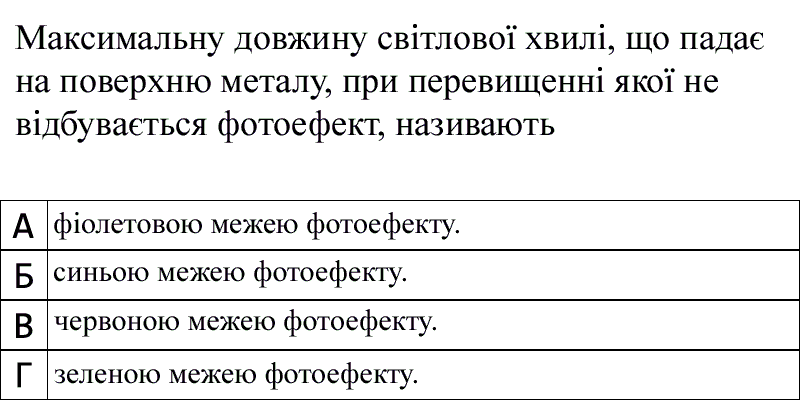 Максимальну довжину світлової хвилі, що падає
на поверхню металу, при перевищенні якої не
відбувається фотоефект, називають
А фіолетовою межею фотоефекту.
Б синьою межею фотоефекту.
В червоною межею фотоефекту.
Г зеленою межею фотоефекту.